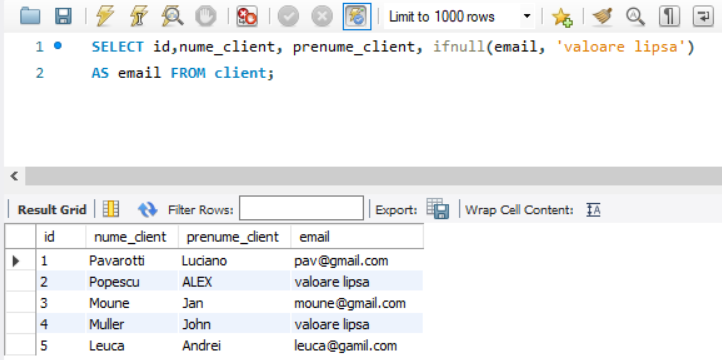 Limit to 1000 rows
1 SELECT id,nume_client, prenume_client, ifnull(email, 'valoare lipsa')
2 AS email FROM client;
Result Grid Filter Rows: Export: Wrap Cell Content:
id nume_client prenume_client email
1 Pavarotti Luciano pav@gmail.com
2 Popescu ALEX valoare lipsa
3 Moune Jan moune@gmail.com
4 Muller John valoare lipsa
5 Leuca Andrei leuca@gamil.com